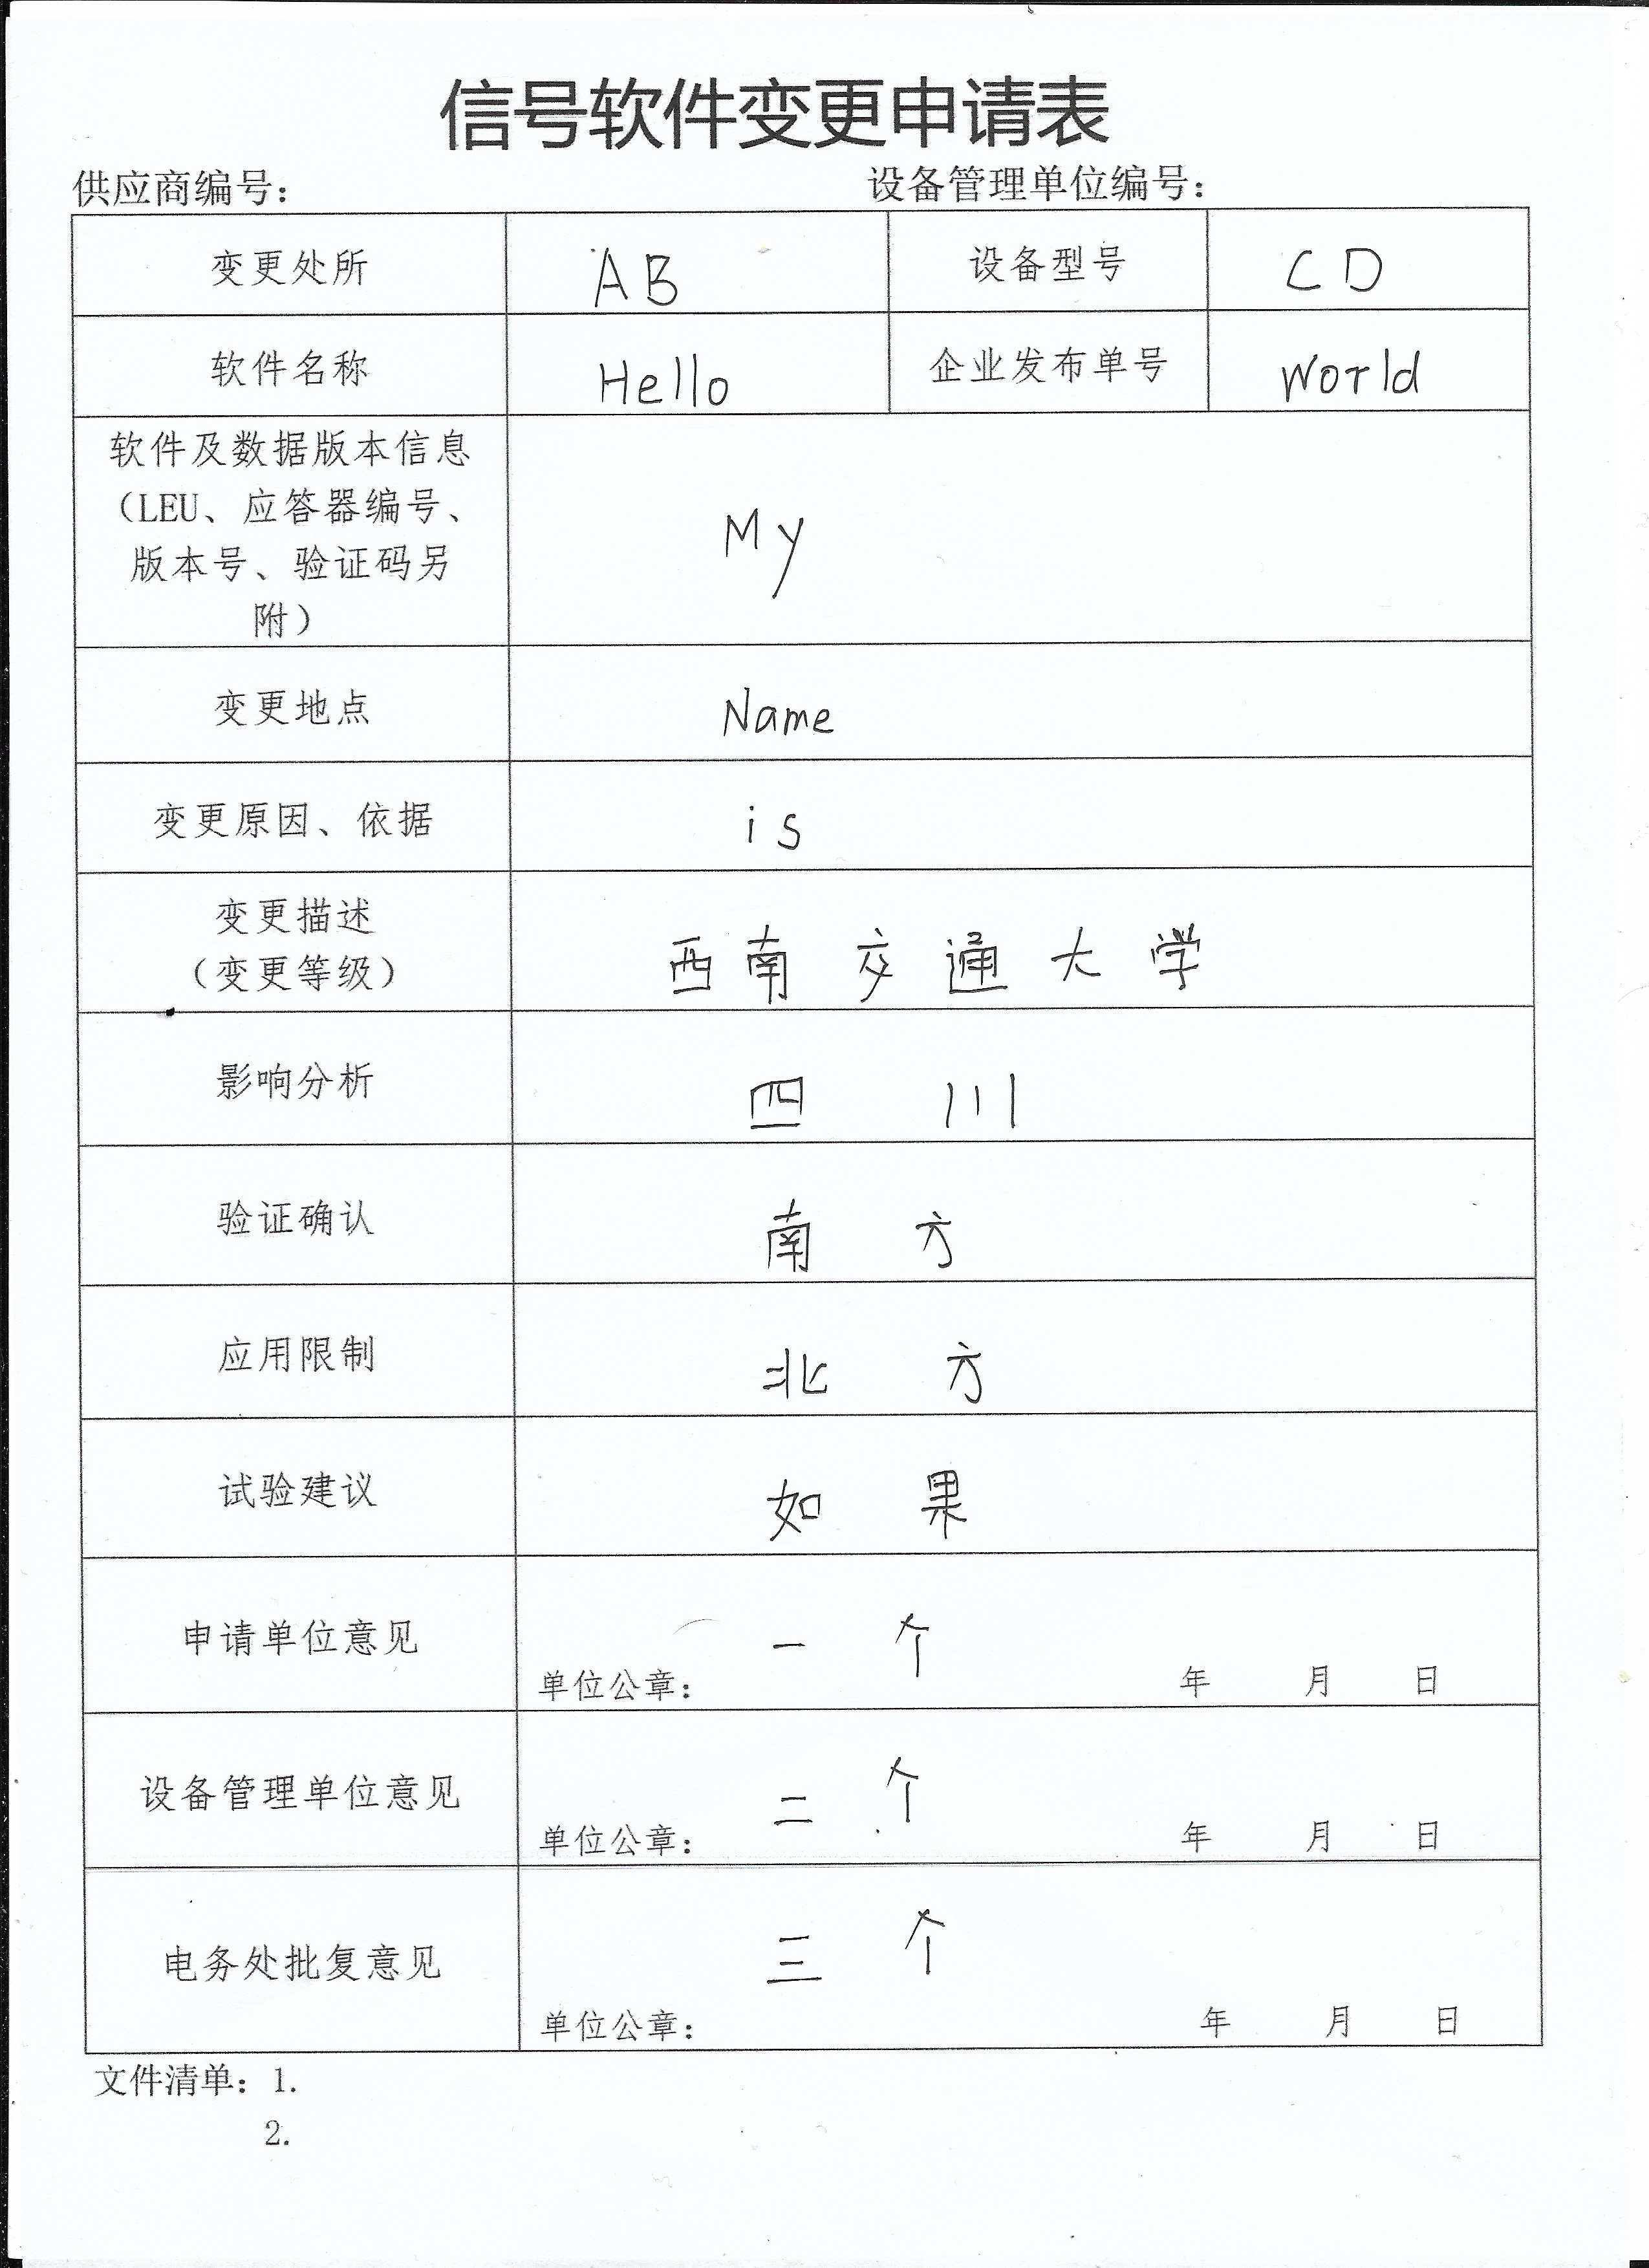 信号软件变更申请表
供应商编号： 设备管理单位编号：
变更处所 AB 设备型号 CD
软件名称 Hello 企业发布单号 World
软件及数据版本信息
（LEU、应答器编号、
版本号、验证码另
附）
My
变更地点 Name
变更原因、依据 is
变更描述
（变更等级）
西南交通大学
影响分析 四川
验证确认 南方
应用限制 北方
试验建议 如果
申请单位意见 一个
单位公章： 年 月 日
设备管理单位意见 二个
单位公章： 年 月 日
电务处批复意见 三个
单位公章： 年 月 日
文件清单：1.
2.